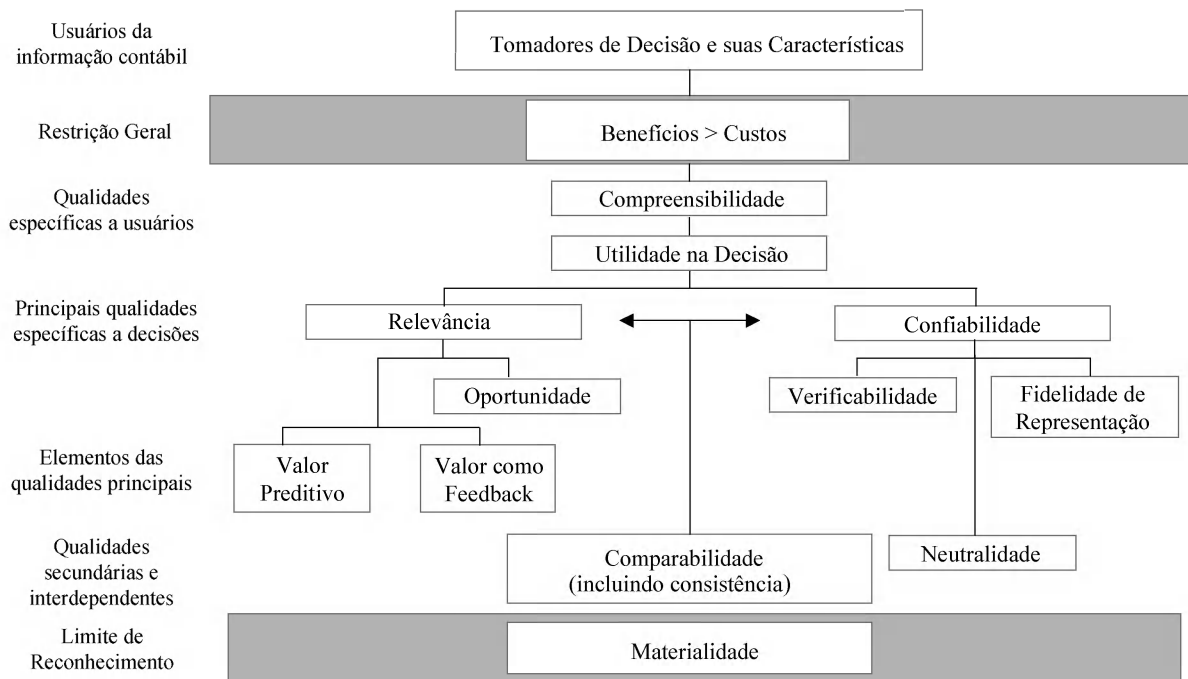 Usuários da
informação contábil
Tomadores de Decisão e suas Características
Restrição Geral
Benefícios > Custos
Qualidades
específicas a usuários
Compreensibilidade
Utilidade na Decisão
Principais qualidades
específicas a decisões
Relevância
Confiabilidade
Oportunidade
Verificabilidade
Fidelidade de
Representação
Elementos das
qualidades principais
Valor
Preditivo
Valor como
Feedback
Qualidades
secundárias e
interdependentes
Comparabilidade
(incluindo consistência)
Neutralidade
Limite de
Reconhecimento
Materialidade